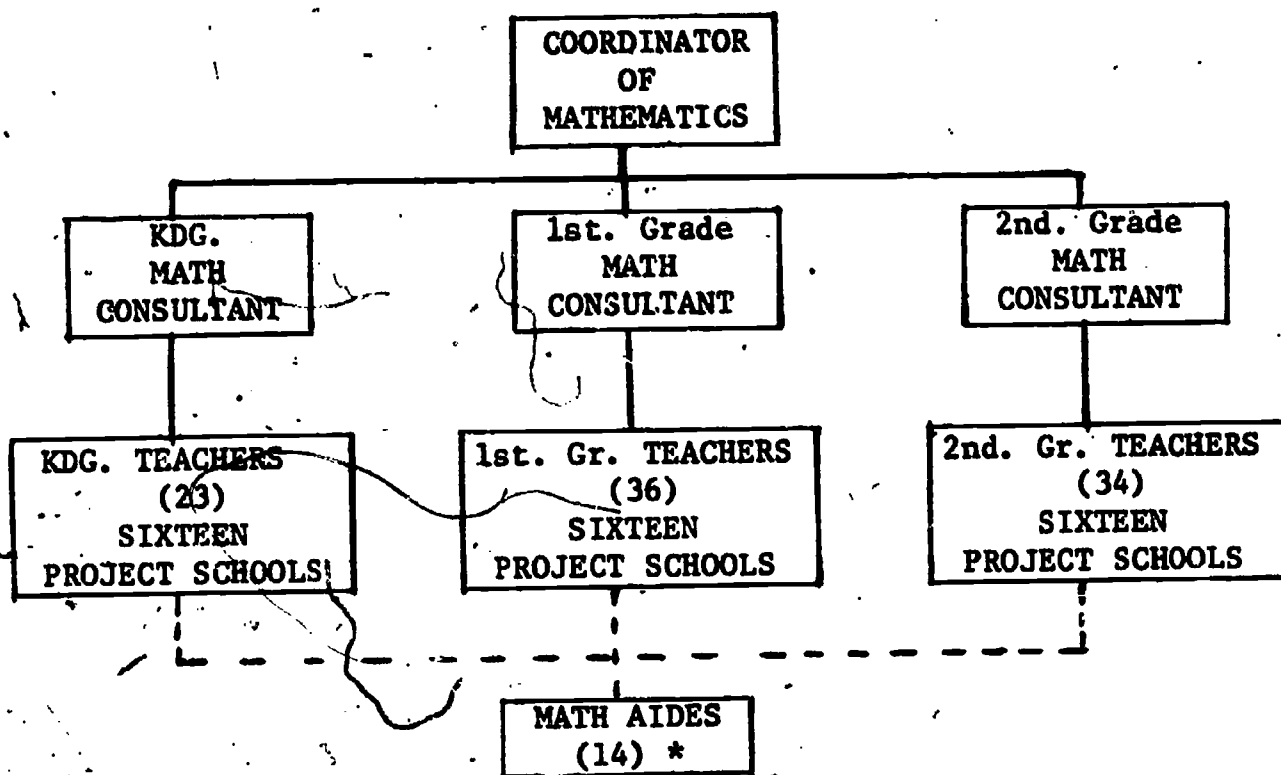 COORDINATOR
OF
MATHEMATICS
KDG.
MATH
CONSULTANT
1st. Grade
MATH
CONSULTANT
2nd. Grade
MATH
CONSULTANT
KDG. TEACHERS
(23)
SIXTEEN
PROJECT SCHOOLS
1st. Gr. TEACHERS
(36)
SIXTEEN
PROJECT SCHOOLS
2nd. Gr. TEACHERS
(34)
SIXTEEN
PROJECT SCHOOLS
MATH AIDES
(14) *